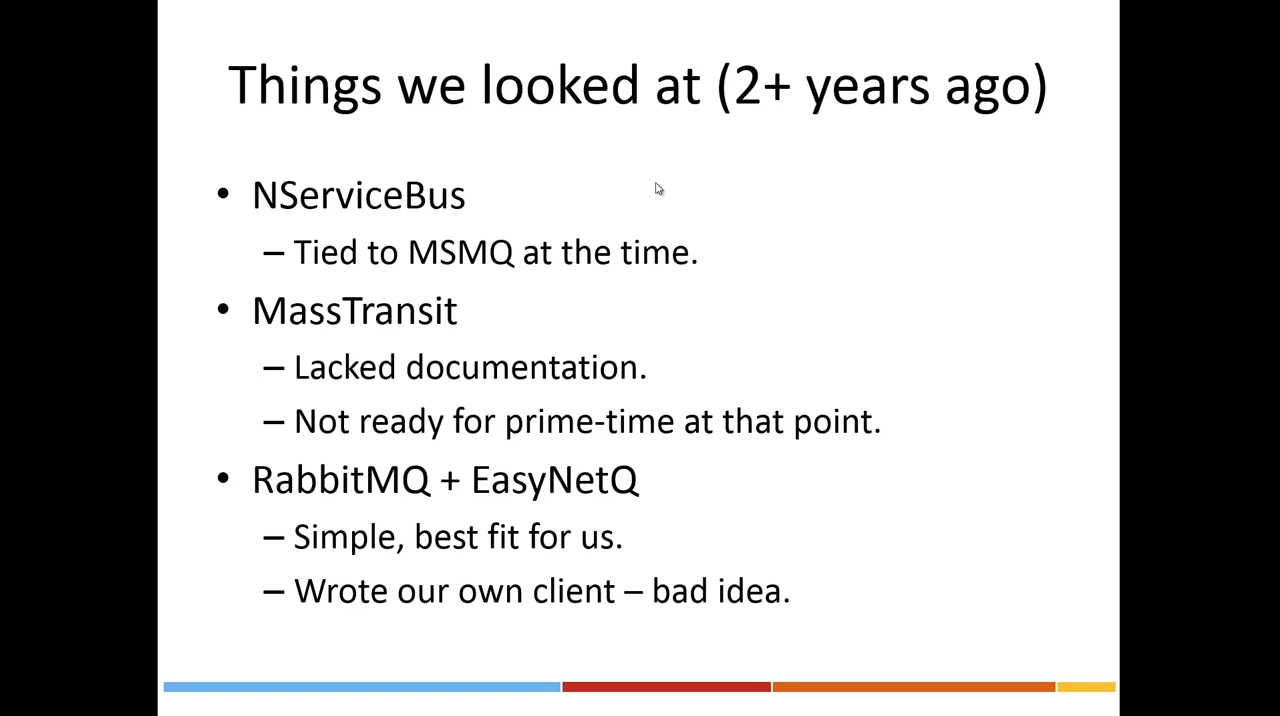 Things we looked at (2+ years ago)
• NServiceBus
– Tied to MSMQ at the time.
• MassTransit
– Lacked documentation.
– Not ready for prime-time at that point.
• RabbitMQ + EasyNetQ
– Simple, best fit for us.
– Wrote our own client – bad idea.